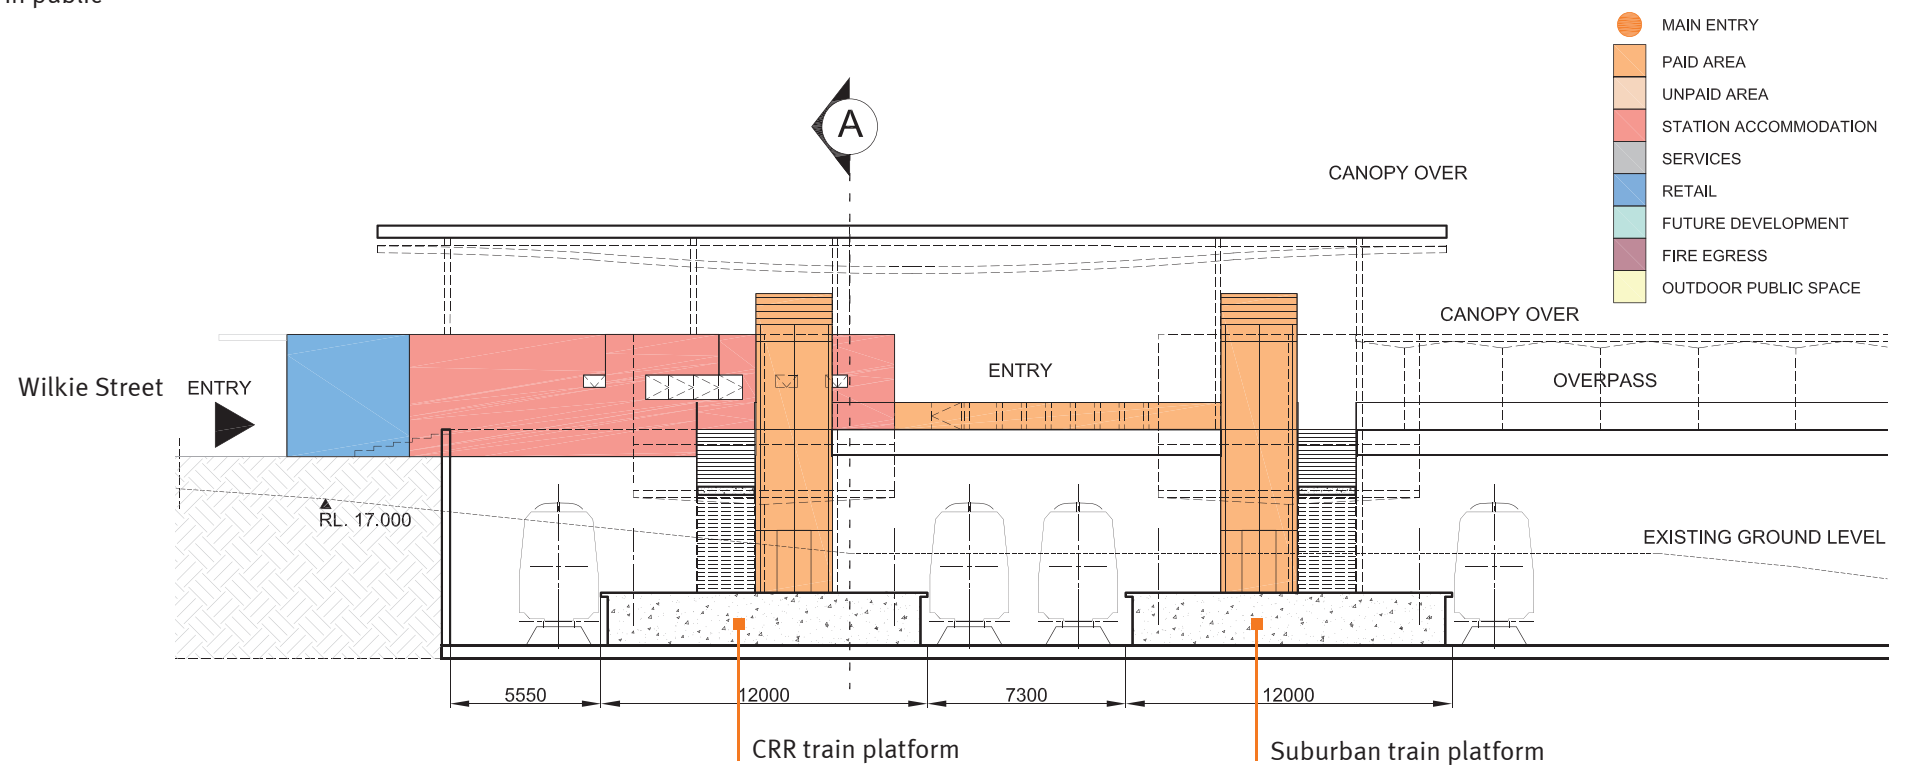 in public
MAIN ENTRY
PAID AREA
UNPAID AREA
STATION ACCOMMODATION
SERVICES
RETAIL
FUTURE DEVELOPMENT
FIRE EGRESS
OUTDOOR PUBLIC SPACE
A
CANOPY OVER
CANOPY OVER
Wilkie Street
ENTRY
ENTRY
OVERPASS
RL. 17.000
EXISTING GROUND LEVEL
5550
12000
7300
12000
CRR train platform
Suburban train platform